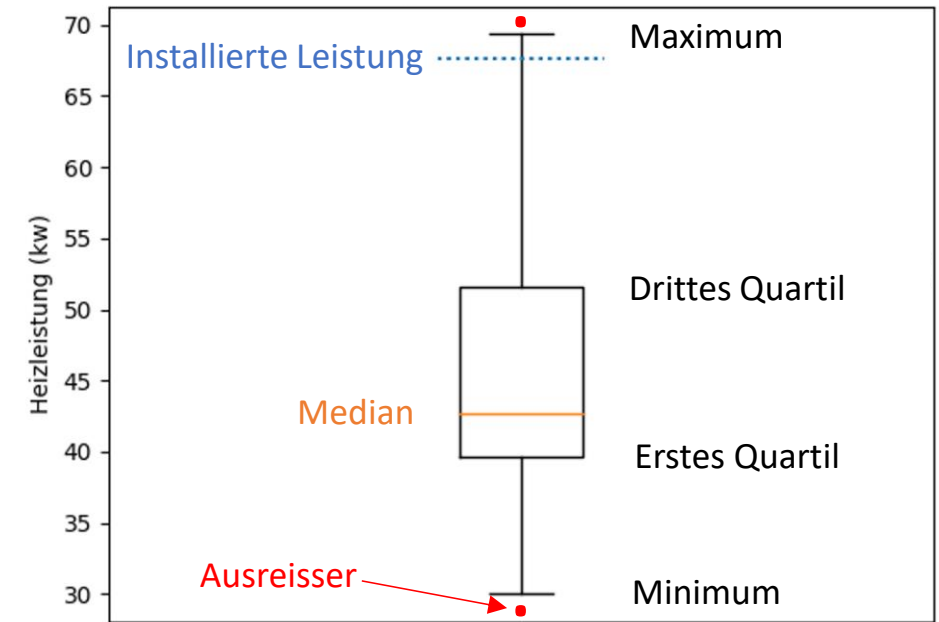 70
Maximum
Installierte Leistung
65
60
55
Heizleistung (kw)
Drittes Quartil
50
45
Median
40
Erstes Quartil
35
Ausreisser
30
Minimum